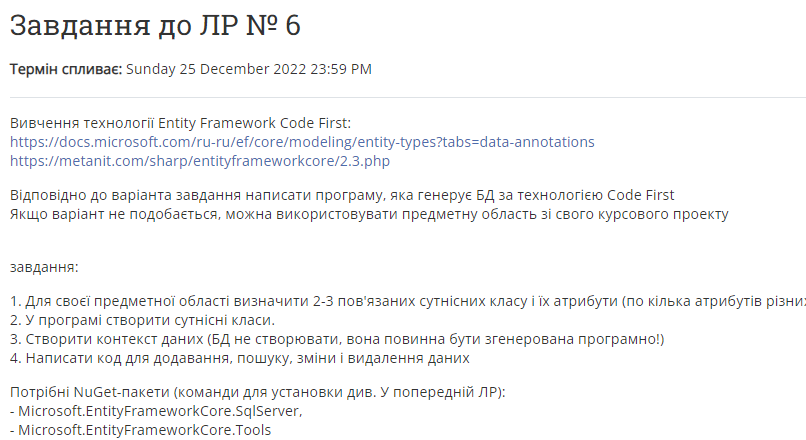 Завдання до ЛР № 6
Термін спливає: Sunday 25 December 2022 23:59 PM
Вивчення технології Entity Framework Code First:
https://docs.microsoft.com/ru-ru/ef/core/modeling/entity-types?tabs=data-annotations
https://metanit.com/sharp/entityframeworkcore/2.3.php
Відповідно до варіанта завдання написати програму, яка генерує БД за технологією Code First
Якщо варіант не подобається, можна використовувати предметну область зі свого курсового проекту
завдання:
1. Для своєї предметної області визначити 2-3 пов'язаних сутнісних класу і їх атрибути (по кілька атрибутів
2. У програмі створити сутнісні класи.
3. Створити контекст даних (БД не створювати, вона повинна бути згенерована програмно!)
4. Написати код для додавання, пошуку, зміни і видалення даних
Потрібні NuGet-пакети (команди для установки див. У попередній ЛР):
- Microsoft.EntityFrameworkCore.SqlServer,
- Microsoft.EntityFrameworkCore.Tools